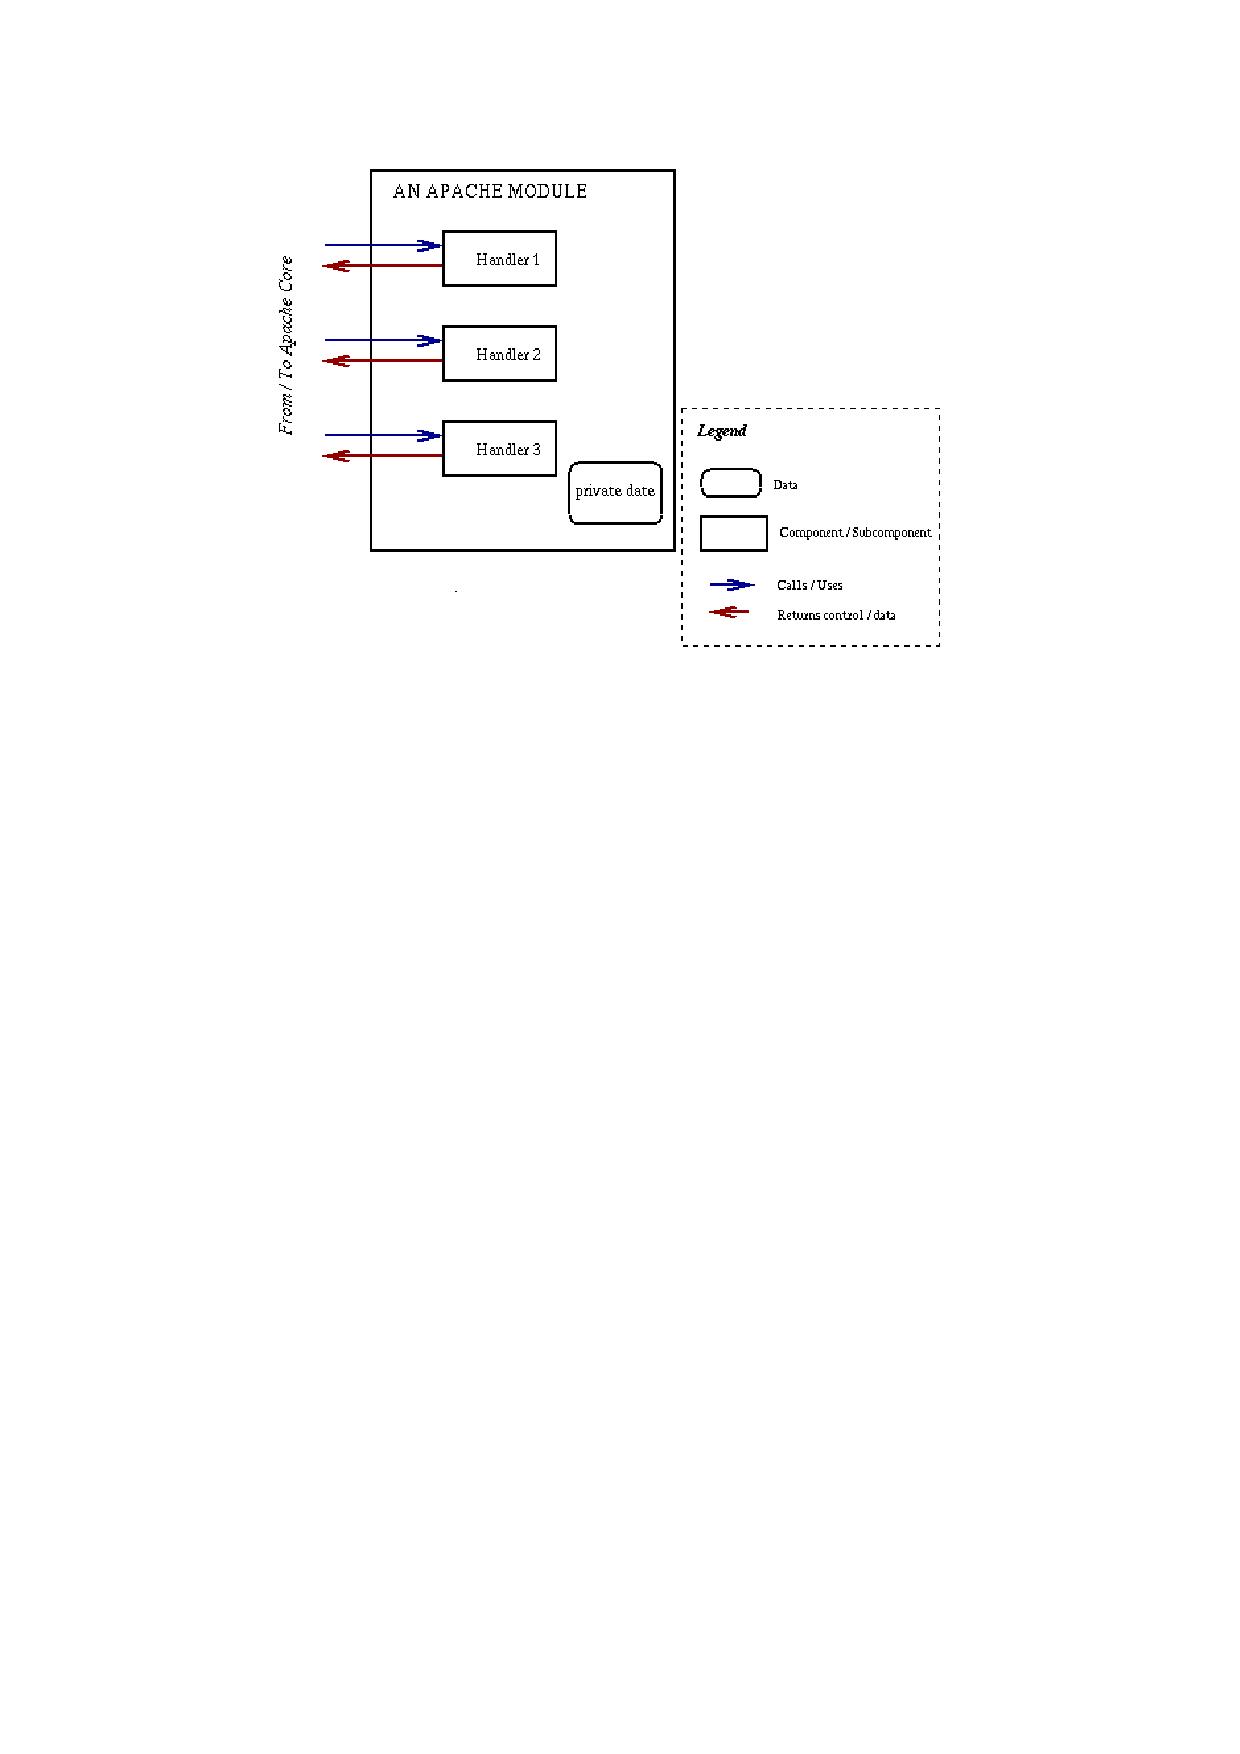 AN APACHE MODULE
From / To Apache Core
Handler 1
Handler 2
Handler 3
private date
Legend
Data
Component / Subcomponent
Calls / Uses
Returns control / data